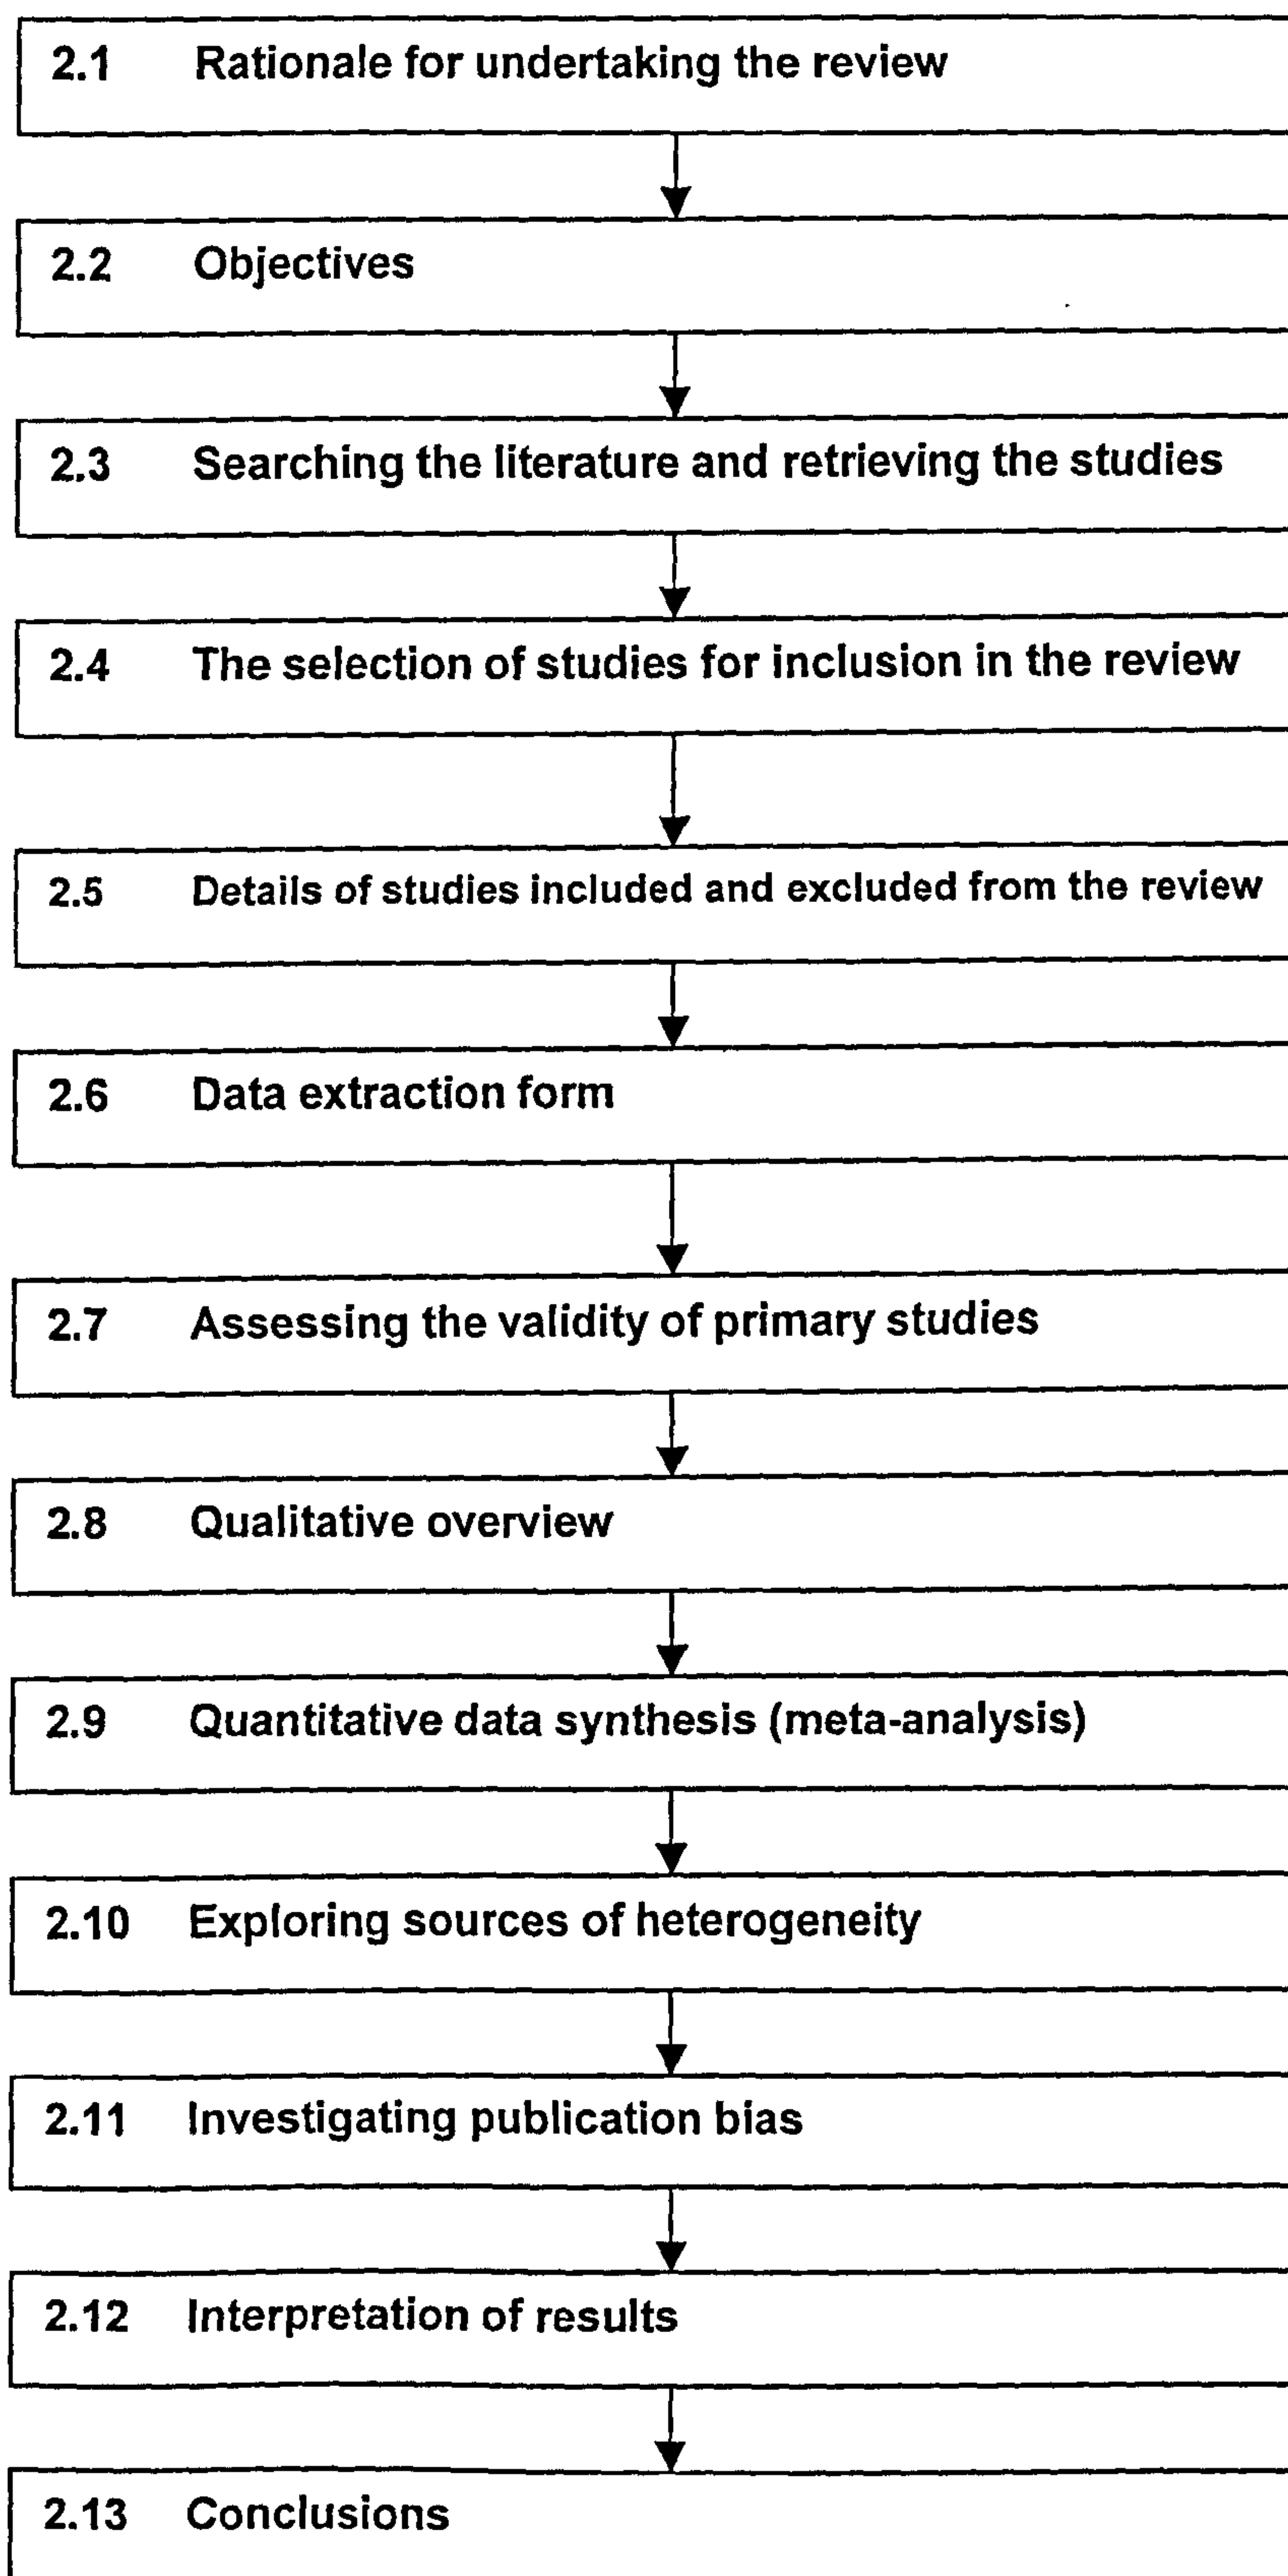 2.1 Rationale for undertaking the review
2.2 Objectives
2.3 Searching the literature and retrieving the studies
2.4 The selection of studies for inclusion in the review
2.5 Details of studies included and excluded from the review
2.6 Data extraction form
2.7 Assessing the validity of primary studies
2.8 Qualitative overview
2.9 Quantitative data synthesis (meta-analysis)
2.10 Exploring sources of heterogeneity
2.11 Investigating publication bias
2.12 Interpretation of results
2.13 Conclusions